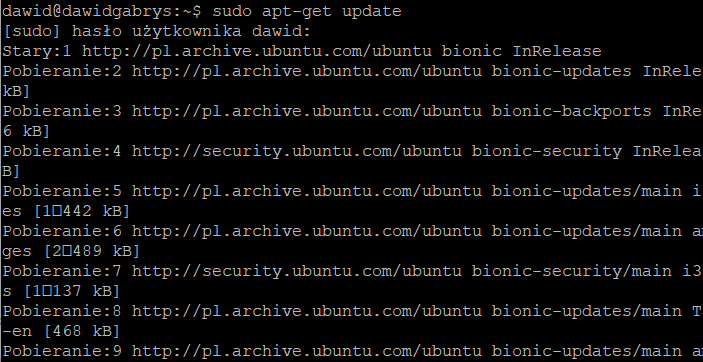 dawid@dawidgabrys:~$ sudo apt-get update
[sudo] hasło użytkownika dawid:
Stary:1 http://pl.archive.ubuntu.com/ubuntu bionic InRelease
Pobieranie:2 http://pl.archive.ubuntu.com/ubuntu bionic-updates InRele
kB]
Pobieranie:3 http://pl.archive.ubuntu.com/ubuntu bionic-backports InRe
6 kB]
Pobieranie:4 http://security.ubuntu.com/ubuntu bionic-security InRelea
B]
Pobieranie:5 http://pl.archive.ubuntu.com/ubuntu bionic-updates/main i
es [1□442 kB]
Pobieranie:6 http://pl.archive.ubuntu.com/ubuntu bionic-updates/main am
ges [2□489 kB]
Pobieranie:7 http://security.ubuntu.com/ubuntu bionic-security/main i3
s [1□137 kB]
Pobieranie:8 http://pl.archive.ubuntu.com/ubuntu bionic-updates/main T
-en [468 kB]
Pobieranie:9 http://pl.archive.ubuntu.com/ubuntu bionic-updates/main am